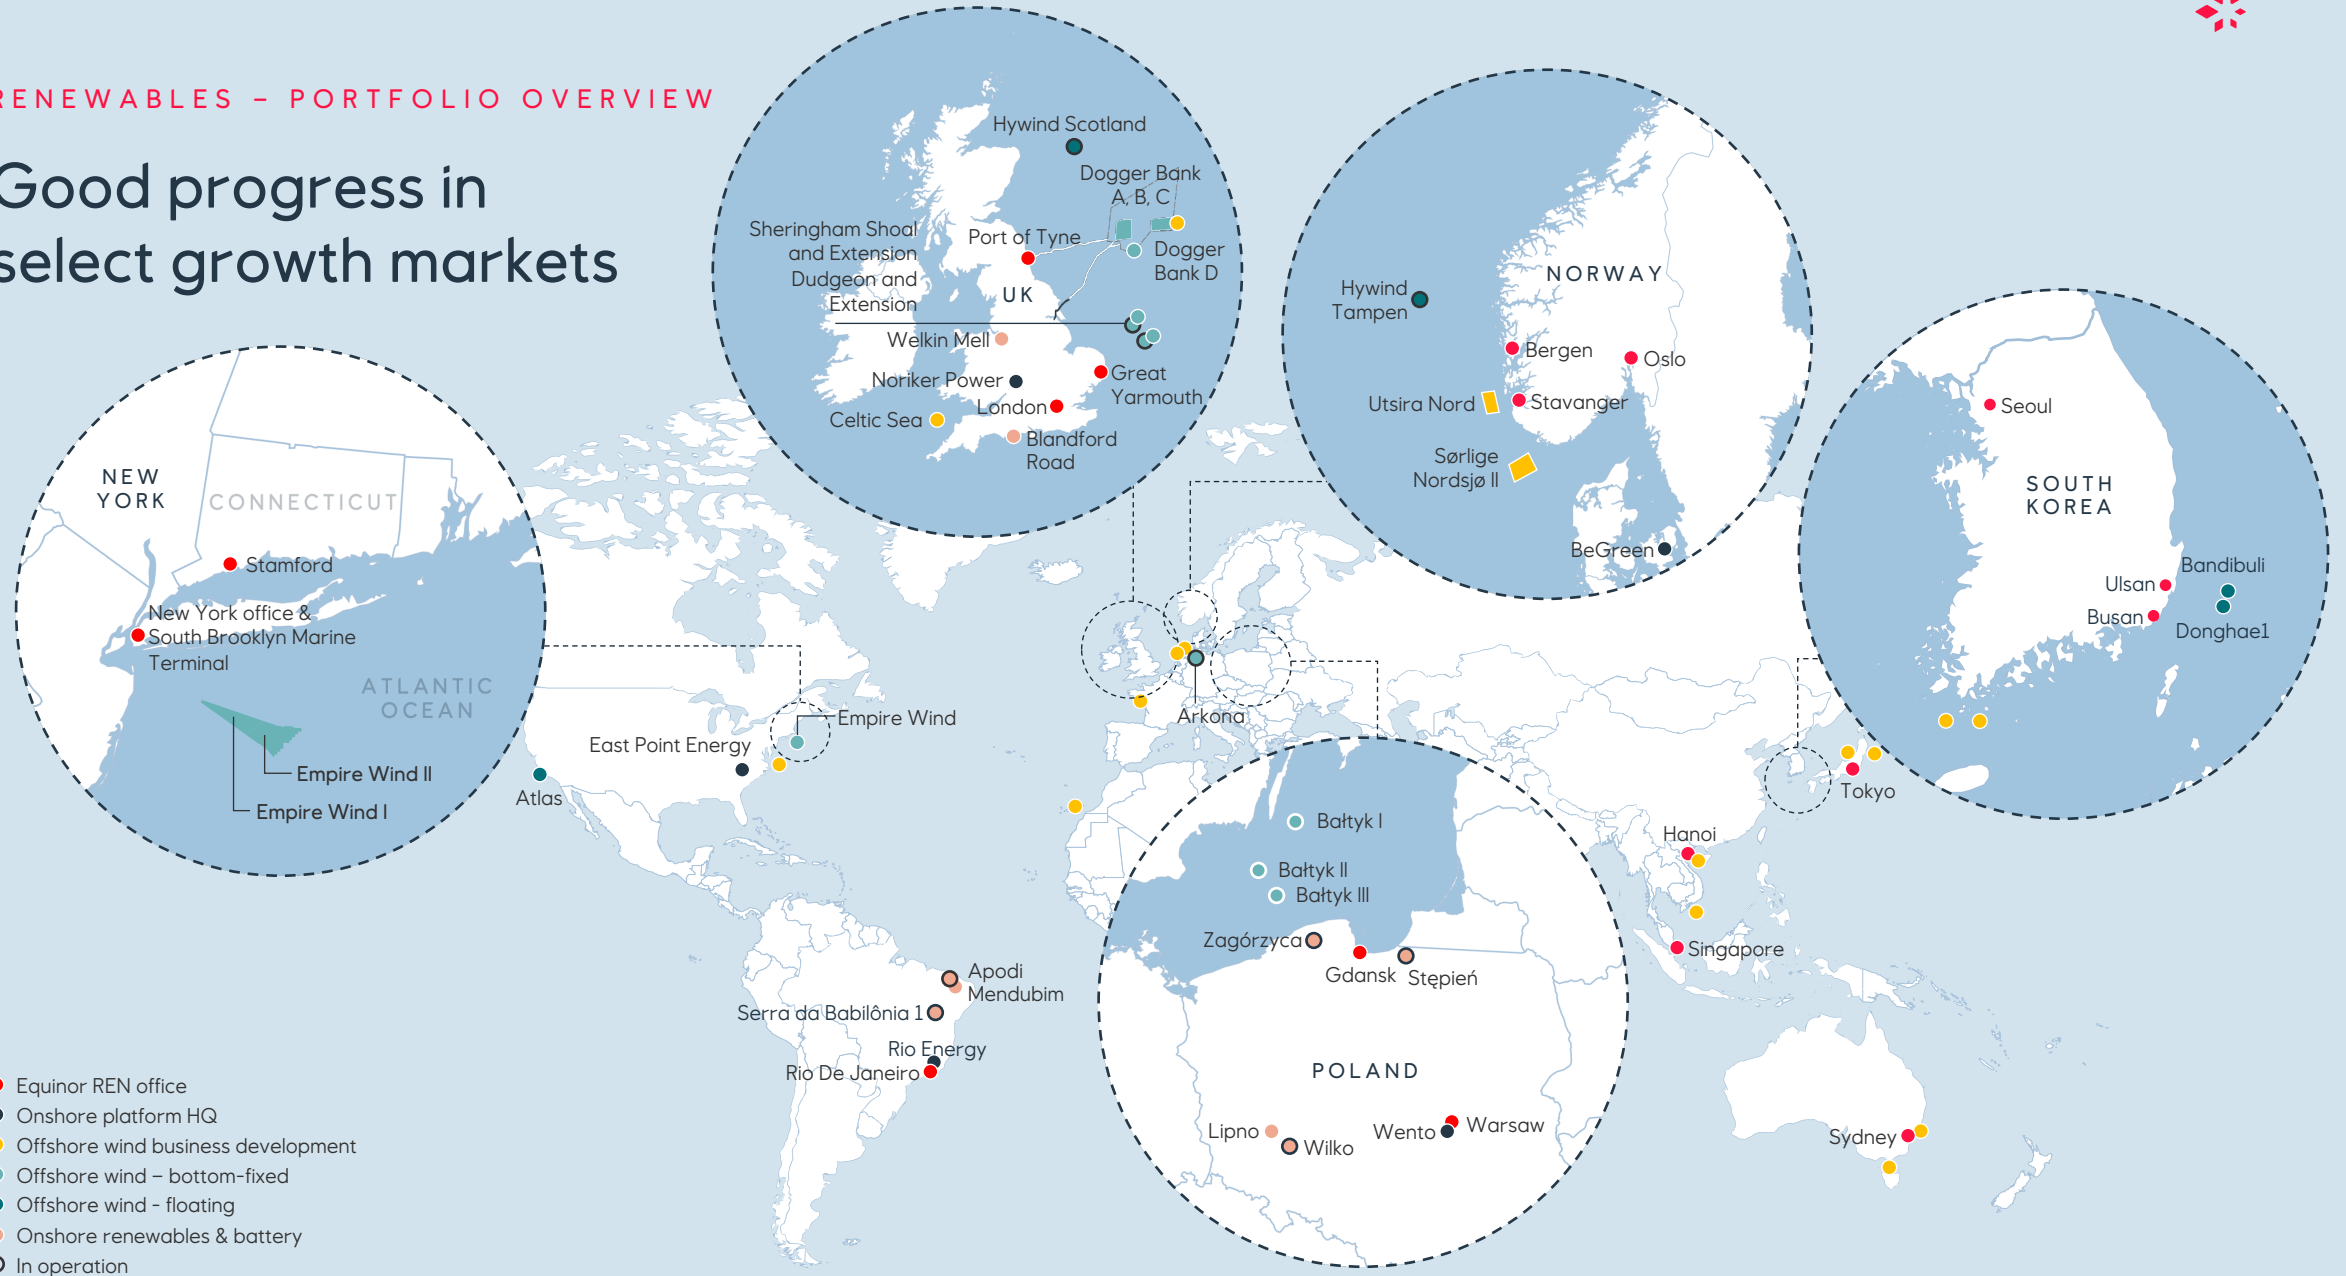 RENEWABLES – PORTFOLIO OVERVIEW
Good progress in
select growth markets
Hywind Scotland
Dogger Bank
A, B, C
Sheringham Shoal
and Extension
Dudgeon and
Extension
Port of Tyne
Dogger
Bank D
UK
Welkin Mell
Noriker Power
Great
Yarmouth
London
Celtic Sea
Blandford
Road
NORWAY
Hywind
Tampen
Bergen
Oslo
Utsira Nord
Stavanger
Sørlige
Nordsjø II
BeGreen
Seoul
SOUTH
KOREA
Bandibuli
Ulsan
Busan
Donghae1
NEW
YORK
CONNECTICUT
Stamford
New York office &
South Brooklyn Marine
Terminal
ATLANTIC
OCEAN
Empire Wind II
Empire Wind I
Empire Wind
East Point Energy
Atlas
Arkona
Tokyo
Hanoi
Singapore
Sydney
Bałtyk I
Bałtyk II
Bałtyk III
Zagórzyca
Gdansk
Stępień
POLAND
Lipno
Wilko
Wento
Warsaw
Apodi
Mendubim
Serra da Babilônia 1
Rio Energy
Rio De Janeiro
Equinor REN office
Onshore platform HQ
Offshore wind business development
Offshore wind – bottom-fixed
Offshore wind - floating
Onshore renewables & battery
In operation